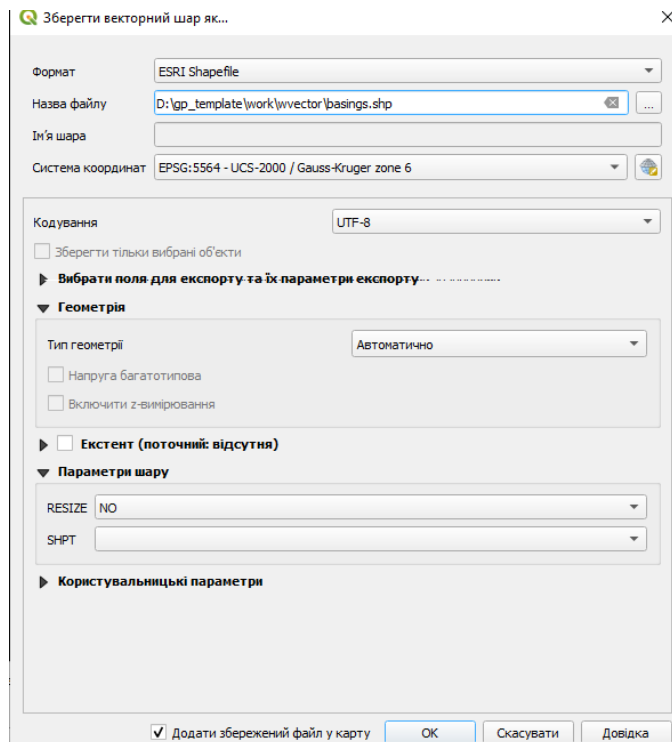 Зберегти векторний шар як...
Формат ESRI Shapefile
Назва файлу D:\gp_template\work\wvector\basings.shp ...
Ім'я шара
Система координат EPSG:5564 - UCS-2000 / Gauss-Kruger zone 6
Кодування UTF-8
Зберегти тільки вибрані об'єкти
Вибрати поля для експорту та їх параметри експорту
Геометрія
Тип геометрії Автоматично
Напруга багатотипова
Включити z-вимірювання
Екстент (поточний: відсутня)
Параметри шару
RESIZE NO
SHPT
Користувальницькі параметри
Додати збережений файл у карту ОК Скасувати Довідка